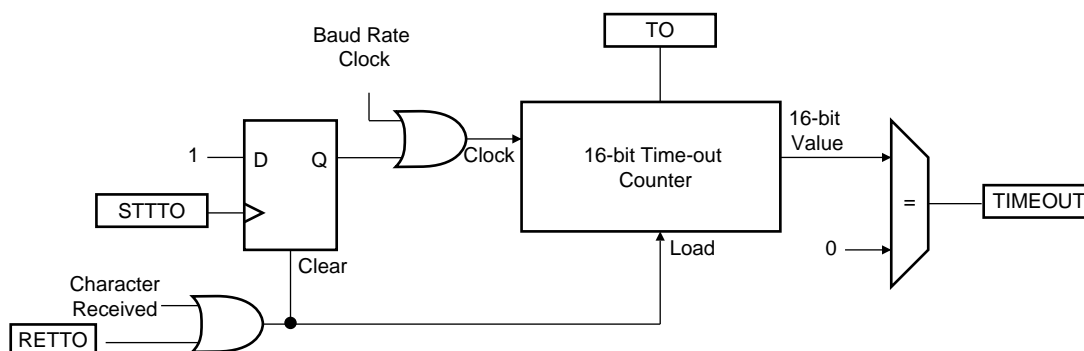 TO
Baud Rate
Clock
16-bit
Value
1
D
Q
Clock
16-bit Time-out
Counter
STTTO
=
TIMEOUT
0
Clear
Load
Character
Received
RETTO